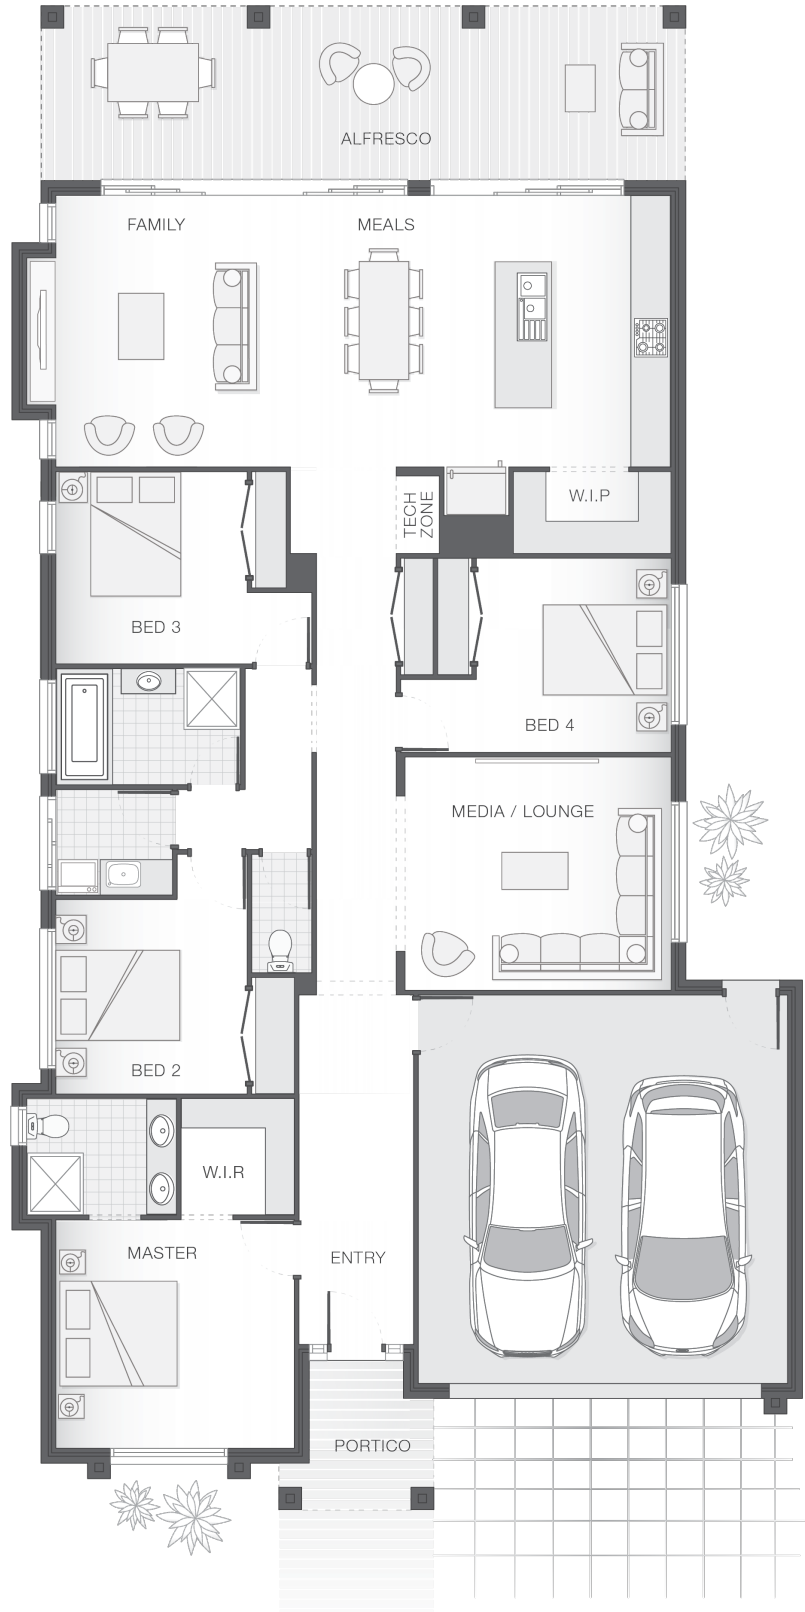 ALFRESCO
FAMILY
MEALS
W.I.P
TECH
ZONE
BED 3
BED 4
MEDIA / LOUNGE
BED 2
W.I.R
MASTER
ENTRY
PORTICO